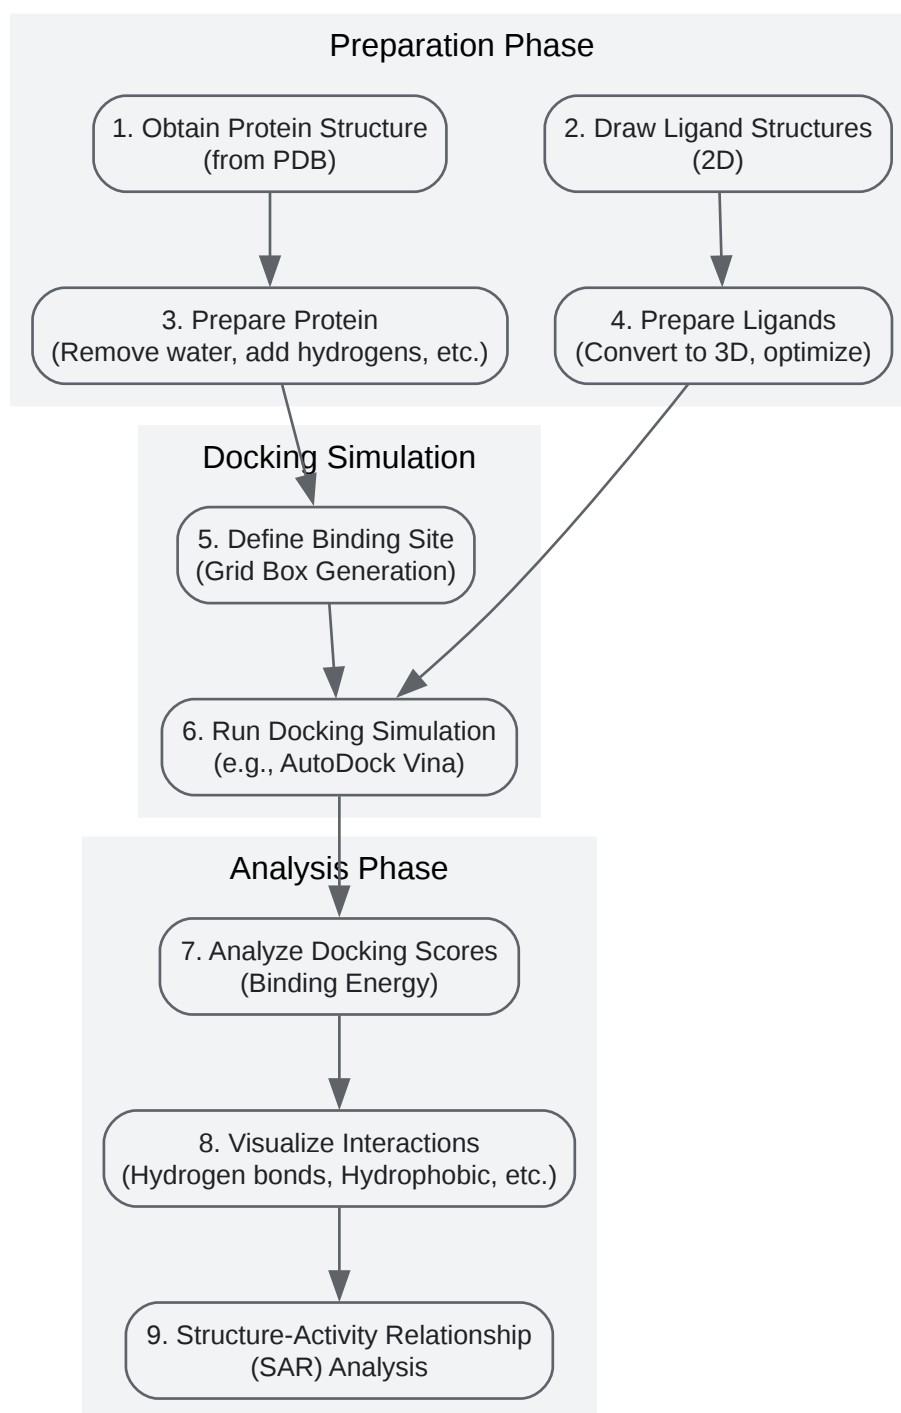 Preparation Phase
1. Obtain Protein Structure
(from PDB)
2. Draw Ligand Structures
(2D)
3. Prepare Protein
(Remove water, add hydrogens, etc.)
4. Prepare Ligands
(Convert to 3D, optimize)
Docking Simulation
5. Define Binding Site
(Grid Box Generation)
6. Run Docking Simulation
(e.g., AutoDock Vina)
Analysis Phase
7. Analyze Docking Scores
(Binding Energy)
8. Visualize Interactions
(Hydrogen bonds, Hydrophobic, etc.)
9. Structure-Activity Relationship
(SAR) Analysis